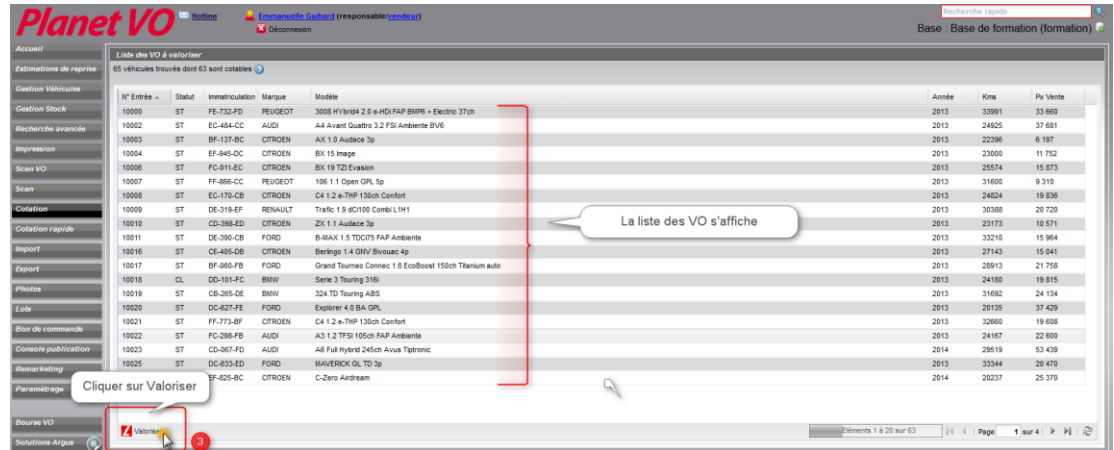 Planet VO
Hotline
Emmanuelle Guihard (responsable/vendeur)
Déconnexion
Recherche rapide
Base : Base de formation (formation)
Accueil
Estimations de reprise
Gestion Véhicules
Gestion Stock
Recherche avancée
Impression
Scan VO
Scan
Cotation
Cotation rapide
Import
Export
Photos
Lots
Bon de commande
Console publication
Remarketing
Paramétrage
Bourse VO
Solutions Argus
Liste des VO à valoriser
65 véhicules trouvés dont 63 sont cotables
N° Entrée Statut Immatriculation Marque Modèle Année Kms Px Vente
10000 ST FE-732-FD PEUGEOT 3008 HYbrid4 2.0 e-HDi FAP BMP6 + Electric 37ch 2013 33991 33 660
10002 ST EC-484-CC AUDI A4 Avant Quattro 3.2 FSI Ambiente BV6 2013 24925 37 681
10003 ST BF-137-BC CITROEN AX 1.0 Audace 3p 2013 22396 6 197
10004 ST EF-945-DC CITROEN BX 15 Image 2013 23000 11 752
10006 ST FC-011-EC CITROEN BX 19 TZI Evasion 2013 25574 15 873
10007 ST FF-866-CC PEUGEOT 106 1.1 Open GPL 5p 2013 31600 9 310
10008 ST EC-170-CB CITROEN C4 1.2 e-THP 130ch Confort 2013 24824 19 836
10009 ST DE-319-EF RENAULT Trafic 1.9 dCi100 Combi L1H1 2013 30388 20 720
10010 ST CD-398-ED CITROEN ZX 1.1 Audace 3p 2013 23173 10 571
10011 ST DE-390-CB FORD B-MAX 1.5 TDCi75 FAP Ambiente 2013 33210 15 964
10016 ST CE-405-DB CITROEN Berlingo 1.4 GNV Bivouac 4p 2013 27143 15 041
10017 ST BF-060-FB FORD Grand Tourneo Connec 1.6 EcoBoost 150ch Titanium auto 2013 28913 21 758
10018 CL DD-101-FC BMW Serie 3 Touring 316i 2013 24180 19 815
10019 ST CB-265-DE BMW 324.TD Touring ABS 2013 31692 24 134
10020 ST DC-627-FE FORD Explorer 4.0 BA GPL 2013 20135 37 429
10021 ST FF-773-BF CITROEN C4 1.2 e-THP 130ch Confort 2013 32660 19 608
10022 ST FC-298-FB AUDI A3 1.2 TFSI 105ch FAP Ambiente 2013 24167 22 600
10023 ST CD-067-FD AUDI A6 Full Hybrid 245ch Avus Tiptronic 2014 29519 53 439
10025 ST DC-633-ED FORD MAVERICK GL TD 3p 2013 33344 20 470
EF-825-BC CITROEN C-Zero Airdream 2014 20237 25 370
La liste des VO s'affiche
Cliquer sur Valoriser
Valoriser
3
Eléments 1 à 20 sur 63
Page 1 sur 4